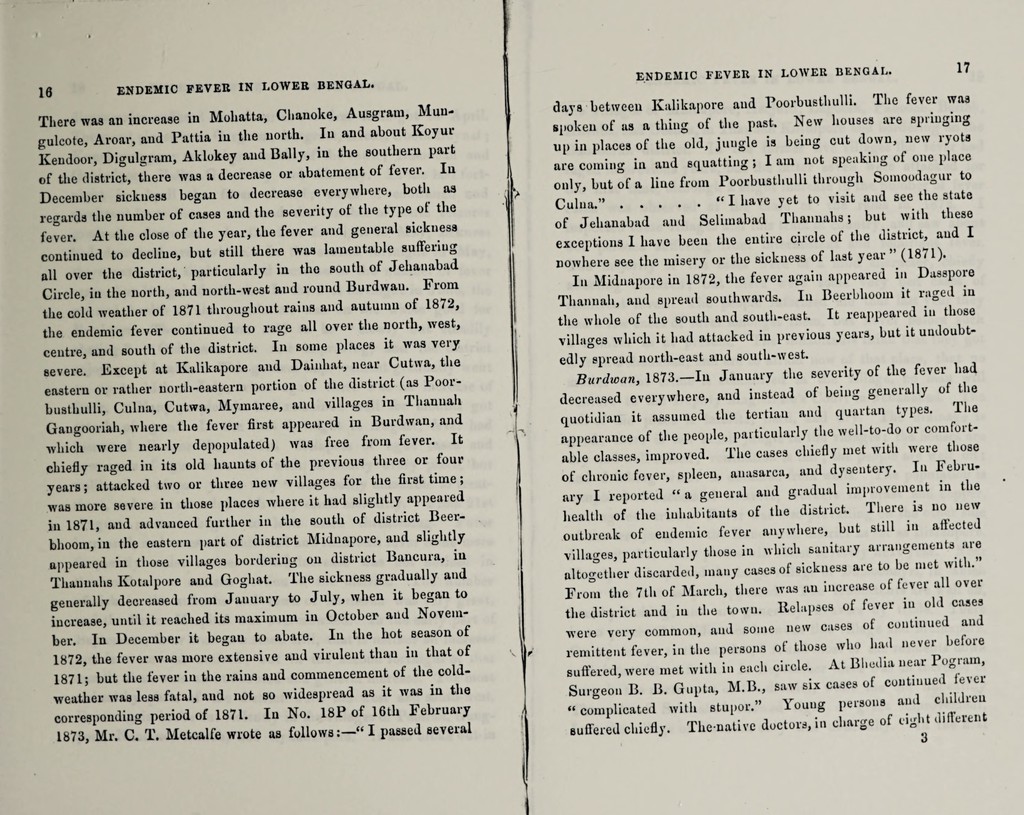 16 ENDEMIC FEVER IN LOWER BENGAL.
There was an increase in Mohatta, Chanoke, Ausgram, Mun-
gulcote, Aroar, and Pattia in the north. In and about Koyur
Kendoor, Digulgram, Aklokey and Bally, in the southern part
of the district, there was a decrease or abatement of fever. In
December sickness began to decrease everywhere, both as
regards the number of cases and the severity of the type of the
fever. At the close of the year, the fever and general sickness
continued to decline, but still there was lamentable suffering
all over the district, particularly in the south of Jehanabad
Circle, in the north, and north-west and round Burdwan. From
the cold weather of 1871 throughout rains and autumn of 1872,
the endemic fever continued to rage all over the north, west,
centre, and south of the district. In some places it was very
severe. Except at Kalikapore and Dainhat, near Cutwa, the
eastern or rather north-eastern portion of the district (as Poor-
busthulli, Culna, Cutwa, Mymaree, and villages in Thannah
Gangooriah, where the fever first appeared in Burdwan, and
which were nearly depopulated) was free from fever. It
chiefly raged in its old haunts of the previous three or four
years; attacked two or three new villages for the first time;
was more severe in those places where it had slightly appeared
in 1871, and advanced further in the south of district Beer-
bhoom, in the eastern part of district Midnapore, and slightly
appeared in those villages bordering on district Bancura, in
Thannahs Kotalpore and Goghat. The sickness gradually and
generally decreased from January to July, when it began to
increase, until it reached its maximum in October and Novem-
ber. In December it began to abate. In the hot season of
1872, the fever was more extensive and virulent than in that of
1871; but the fever in the rains and commencement of the cold-
weather was less fatal, and not so widespread as it was in the
corresponding period of 1871. In No. 18P of 16th February
1873, Mr. C. T. Metcalfe wrote as follows:—“ I passed several
ENDEMIC FEVER IN LOWER BENGAL. 17
days between Kalikapore and Poorbusthulli. The fever was
spoken of as a thing of the past. New houses are springing
up in places of the old, jungle is being cut down, new ryots
are coming in and squatting; I am not speaking of one place
only, but of a line from Poorbusthulli through Somoodagur to
Culna.” . . . . . “ I have yet to visit and see the state
of Jehanabad and Selimabad Thannahs; but with these
exceptions I have been the entire circle of the district, and I
nowhere see the misery or the sickness of last year ” (1871).
In Midnapore in 1872, the fever again appeared in Dasspore
Thannah, and spread southwards. In Beerbhoom it raged in
the whole of the south and south-east. It reappeared in those
villages which it had attacked in previous years, but it undoubt-
edly spread north-east and south-west.
Burdwan, 1873.—In January the severity of the fever had
decreased everywhere, and instead of being generally of the
quotidian it assumed the tertian and quartan types. The
appearance of the people, particularly the well-to-do or comfort-
able classes, improved. The cases chiefly met with were those
of chronic fever, spleen, anasarca, and dysentery. In Febru-
ary I reported “ a general and gradual improvement in the
health of the inhabitants of the district. There is no new
outbreak of endemic fever anywhere, but still in affected
villages, particularly those in which sanitary arrangements are
altogether discarded, many cases of sickness are to be met with.”
From the 7th of March, there was an increase of fever all over
the district and in the town. Relapses of fever in old cases
were very common, and some new cases of continued and
remittent fever, in the persons of those who had never before
suffered, were met with in each circle. At Bhedia near Pogram,
Surgeon B. B. Gupta, M.B., saw six cases of continued fever
“ complicated with stupor.” Young persons and children
suffered chiefly. The native doctors, in charge of eight different
3